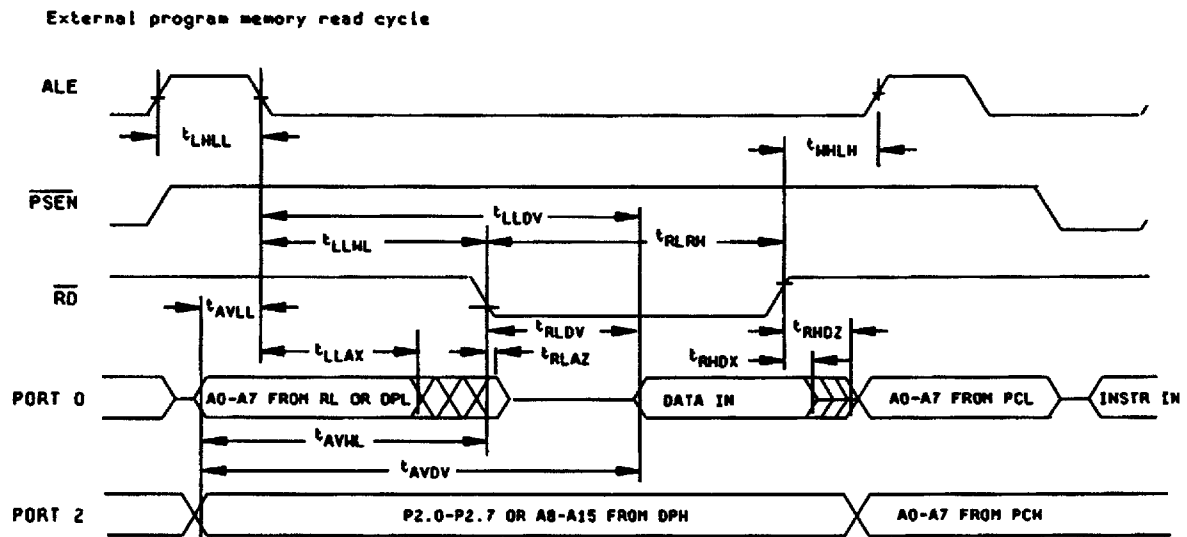 External program memory read cycle
ALE
tLHLL
tWHLH
PSEN
tLLDV
tLLWL
tRLRH
RD
tAVLL
tRLDV
tRHDZ
tLLAX
tRLAZ
tRHDX
PORT 0
A0-A7 FROM RL OR DPL
DATA IN
A0-A7 FROM PCL
INSTR IN
tAVWL
tAVDV
PORT 2
P2.0-P2.7 OR A8-A15 FROM DPH
A0-A7 FROM PCH